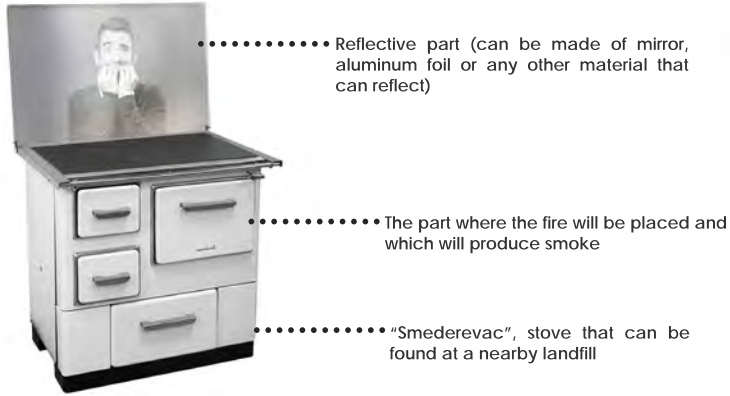 Reflective part (can be made of mirror,
aluminum foil or any other material that
can reflect)
The part where the fire will be placed and
which will produce smoke
“Smederevac”, stove that can be
found at a nearby landfill